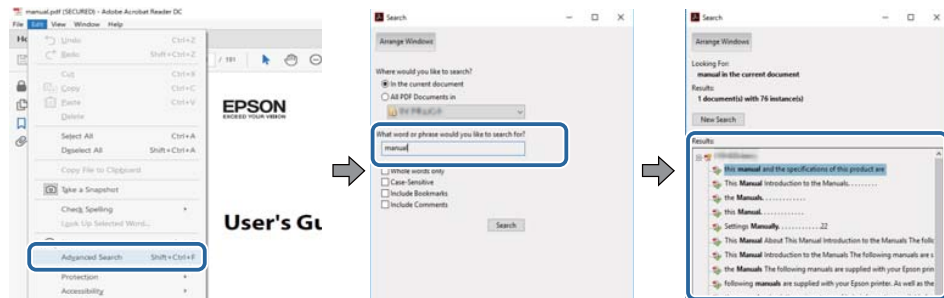 manual.pdf (SECURED) - Adobe Acrobat Reader DC
File Edit View Window Help
Undo Ctrl+Z
Redo Shift+Ctrl+Z
Cut Ctrl+X
Copy Ctrl+C
Paste Ctrl+V
Delete
Select All Ctrl+A
Deselect All Shift+Ctrl+A
Copy File to Clipboard
Take a Snapshot
Check Spelling
Look Up Selected Word...
Advanced Search Shift+Ctrl+F
Protection
Accessibility
/ 191
EPSON
EXCEED YOUR VISION
User's Gu
Search
Arrange Windows
Where would you like to search?
In the current document
All PDF Documents in
What word or phrase would you like to search for?
manual
Whole words only
Case-Sensitive
Include Bookmarks
Include Comments
Search
Search
Arrange Windows
Looking For:
manual in the current document
Results:
1 document(s) with 76 instance(s)
New Search
Results:
this manual and the specifications of this product are
This Manual Introduction to the Manuals.........
the Manuals.............
this Manual.............
Settings Manually............22
This Manual About This Manual Introduction to the Manuals The follo
This Manual Introduction to the Manuals The following manuals are s
the Manuals The following manuals are supplied with your Epson prin
following manuals are supplied with your Epson printer. As well as the